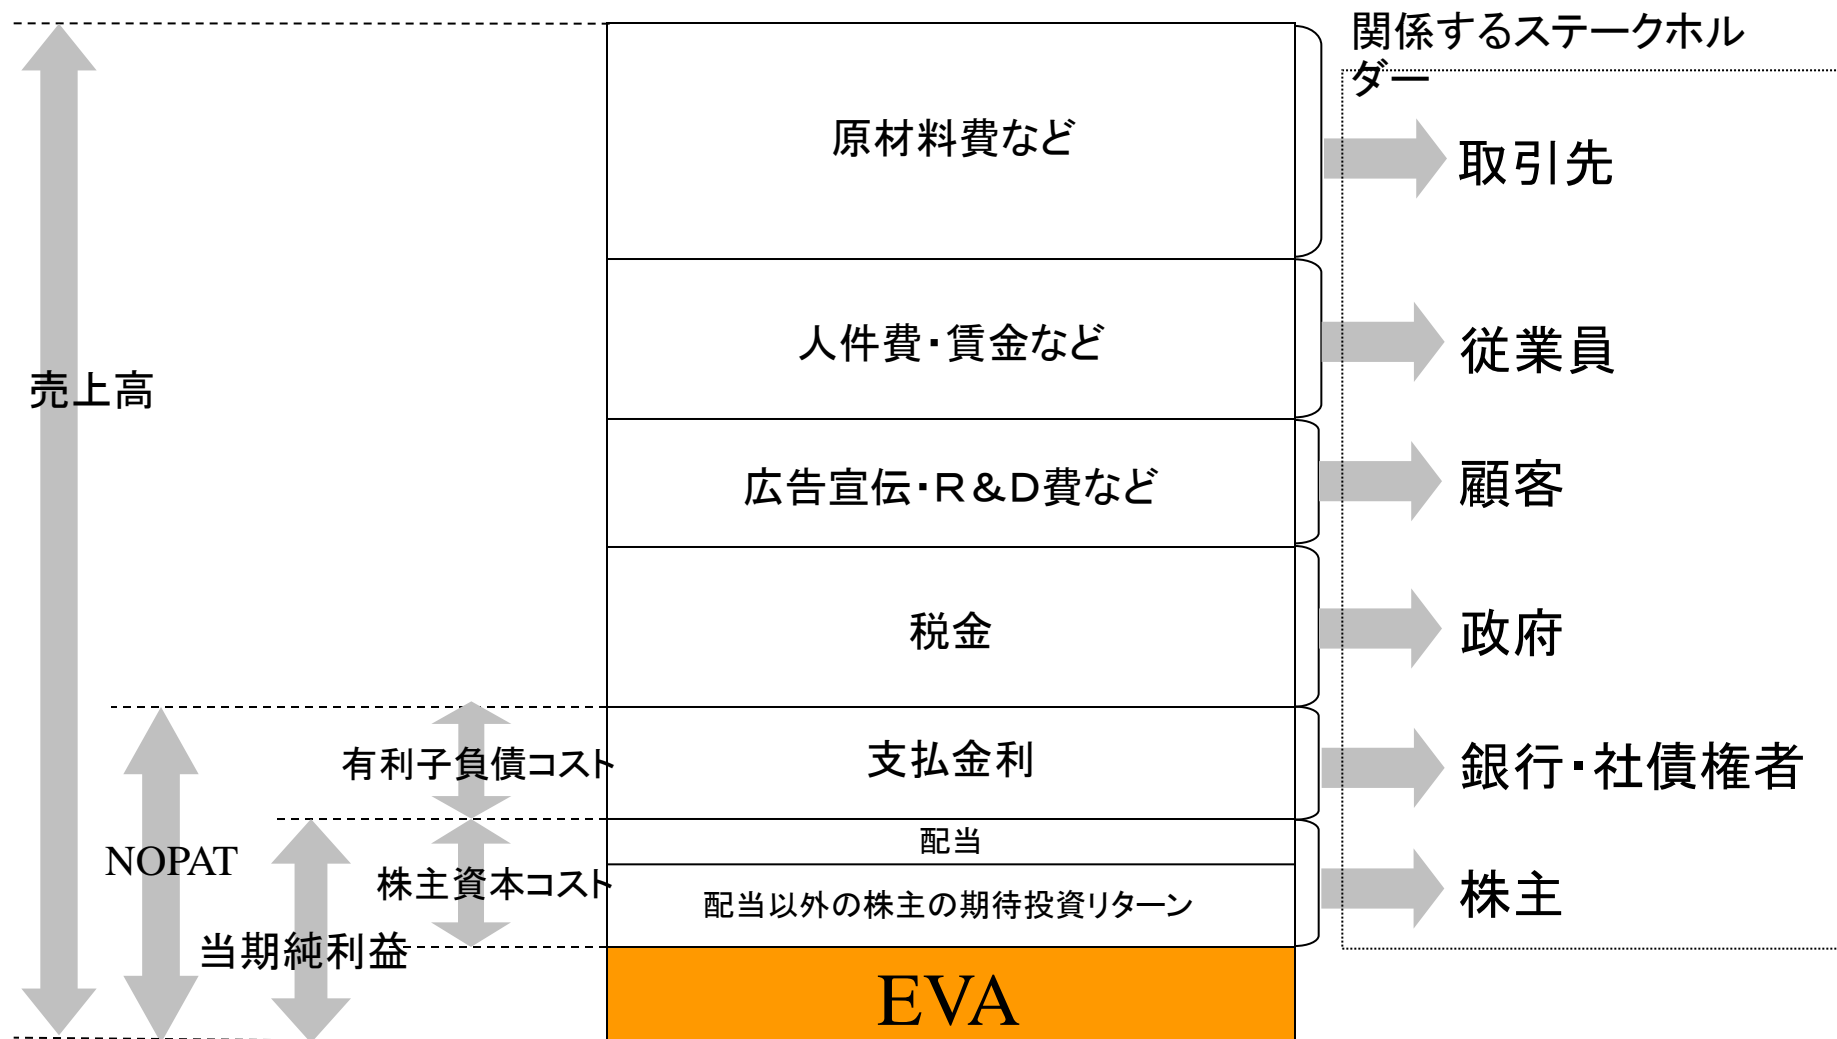 関係するステークホル
ダー
原材料費など
取引先
人件費・賃金など
従業員
売上高
広告宣伝・R＆D費など
顧客
税金
政府
有利子負債コスト
支払金利
銀行・社債権者
配当
NOPAT
株主資本コスト
配当以外の株主の期待投資リターン
株主
当期純利益
EVA